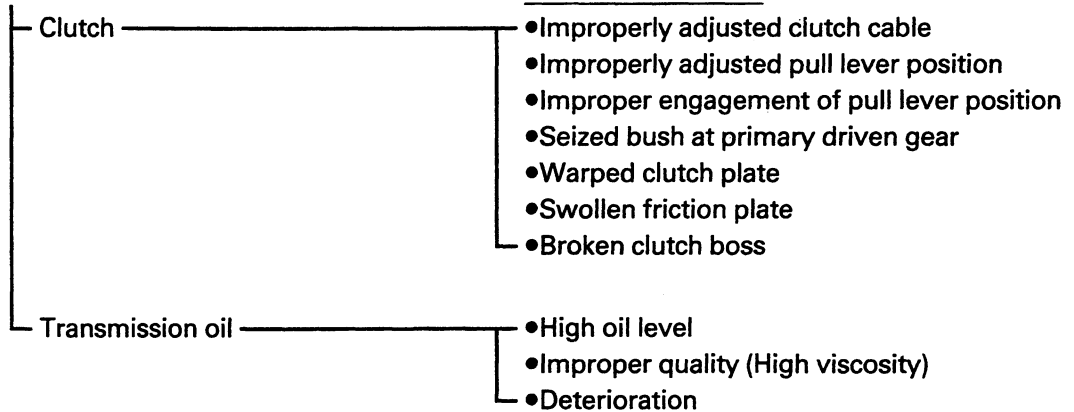 Clutch
●Improperly adjusted clutch cable
●Improperly adjusted pull lever position
●Improper engagement of pull lever position
●Seized bush at primary driven gear
●Warped clutch plate
●Swollen friction plate
●Broken clutch boss
Transmission oil
●High oil level
●Improper quality (High viscosity)
●Deterioration